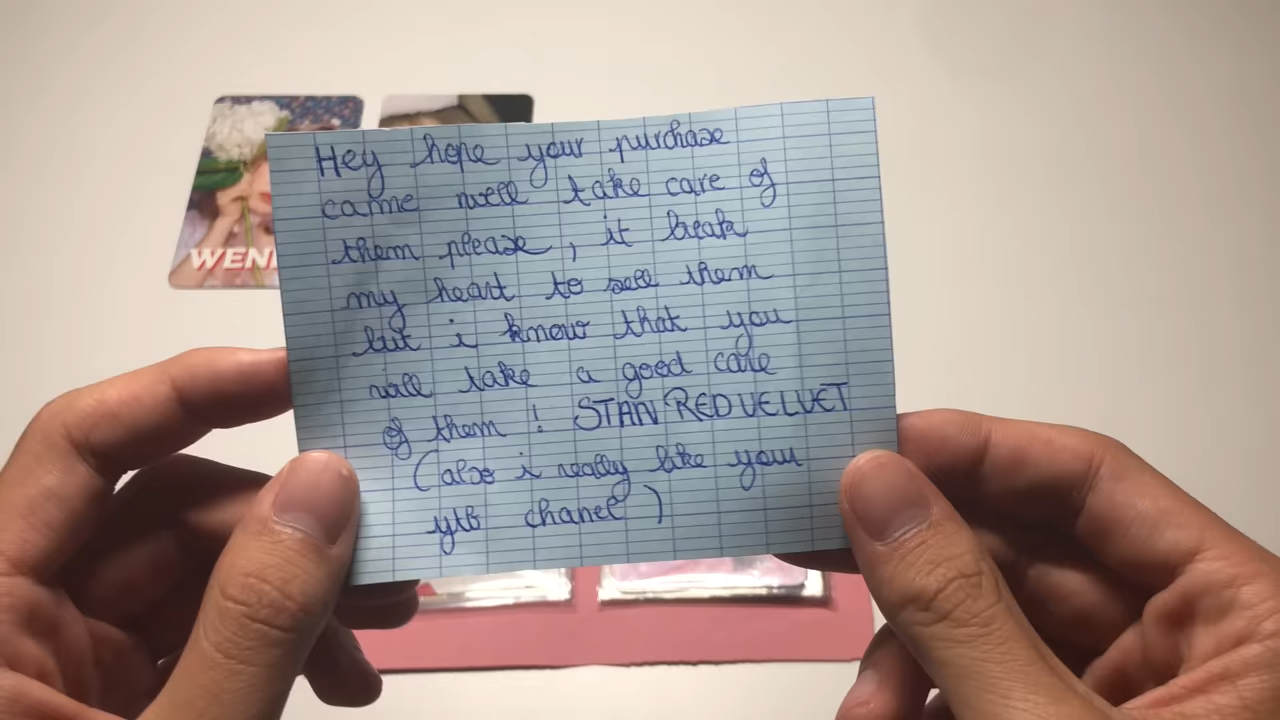 WEN
Hey hope your purchase
came well take care of
them please, it break
my heart to sell them
but i know that you
will take a good care
of them ! STAN RED VELVET
(also i really like you
ytb chanel)